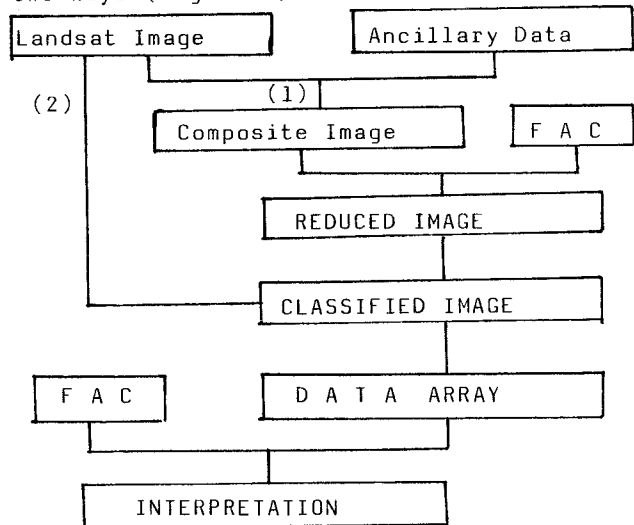 Landsat Image
Ancillary Data
(2)
(1)
Composite Image
F A C
REDUCED IMAGE
CLASSIFIED IMAGE
F A C
D A T A ARRAY
INTERPRETATION